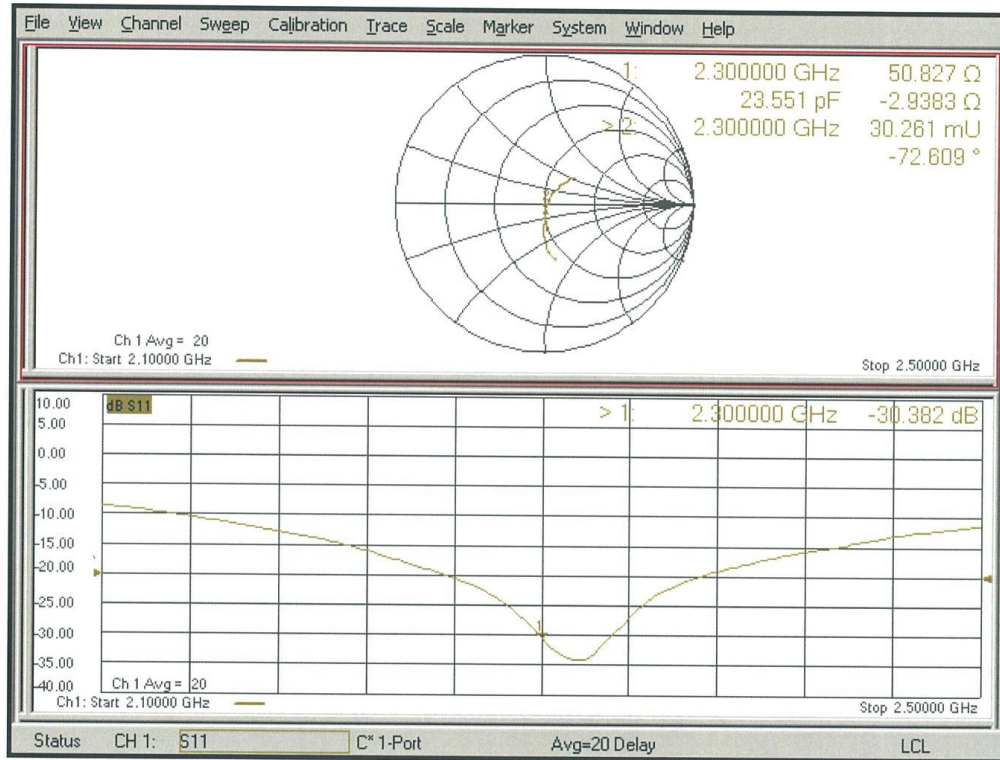 File View Channel Sweep Calibration Trace Scale Marker System Window Help
1: 2.300000 GHz 50.827 Ω
23.551 pF -2.9383 Ω
> 2: 2.300000 GHz 30.261 mU
-72.609 °
Ch 1 Avg = 20
Ch1: Start 2.10000 GHz
Stop 2.50000 GHz
10.00
dB S11
> 1: 2.300000 GHz -30.382 dB
5.00
0.00
-5.00
-10.00
-15.00
-20.00
-25.00
-30.00
1
-35.00
-40.00
Ch 1 Avg = 20
Ch1: Start 2.10000 GHz
Stop 2.50000 GHz
Status CH 1: S11 C* 1-Port Avg=20 Delay LCL